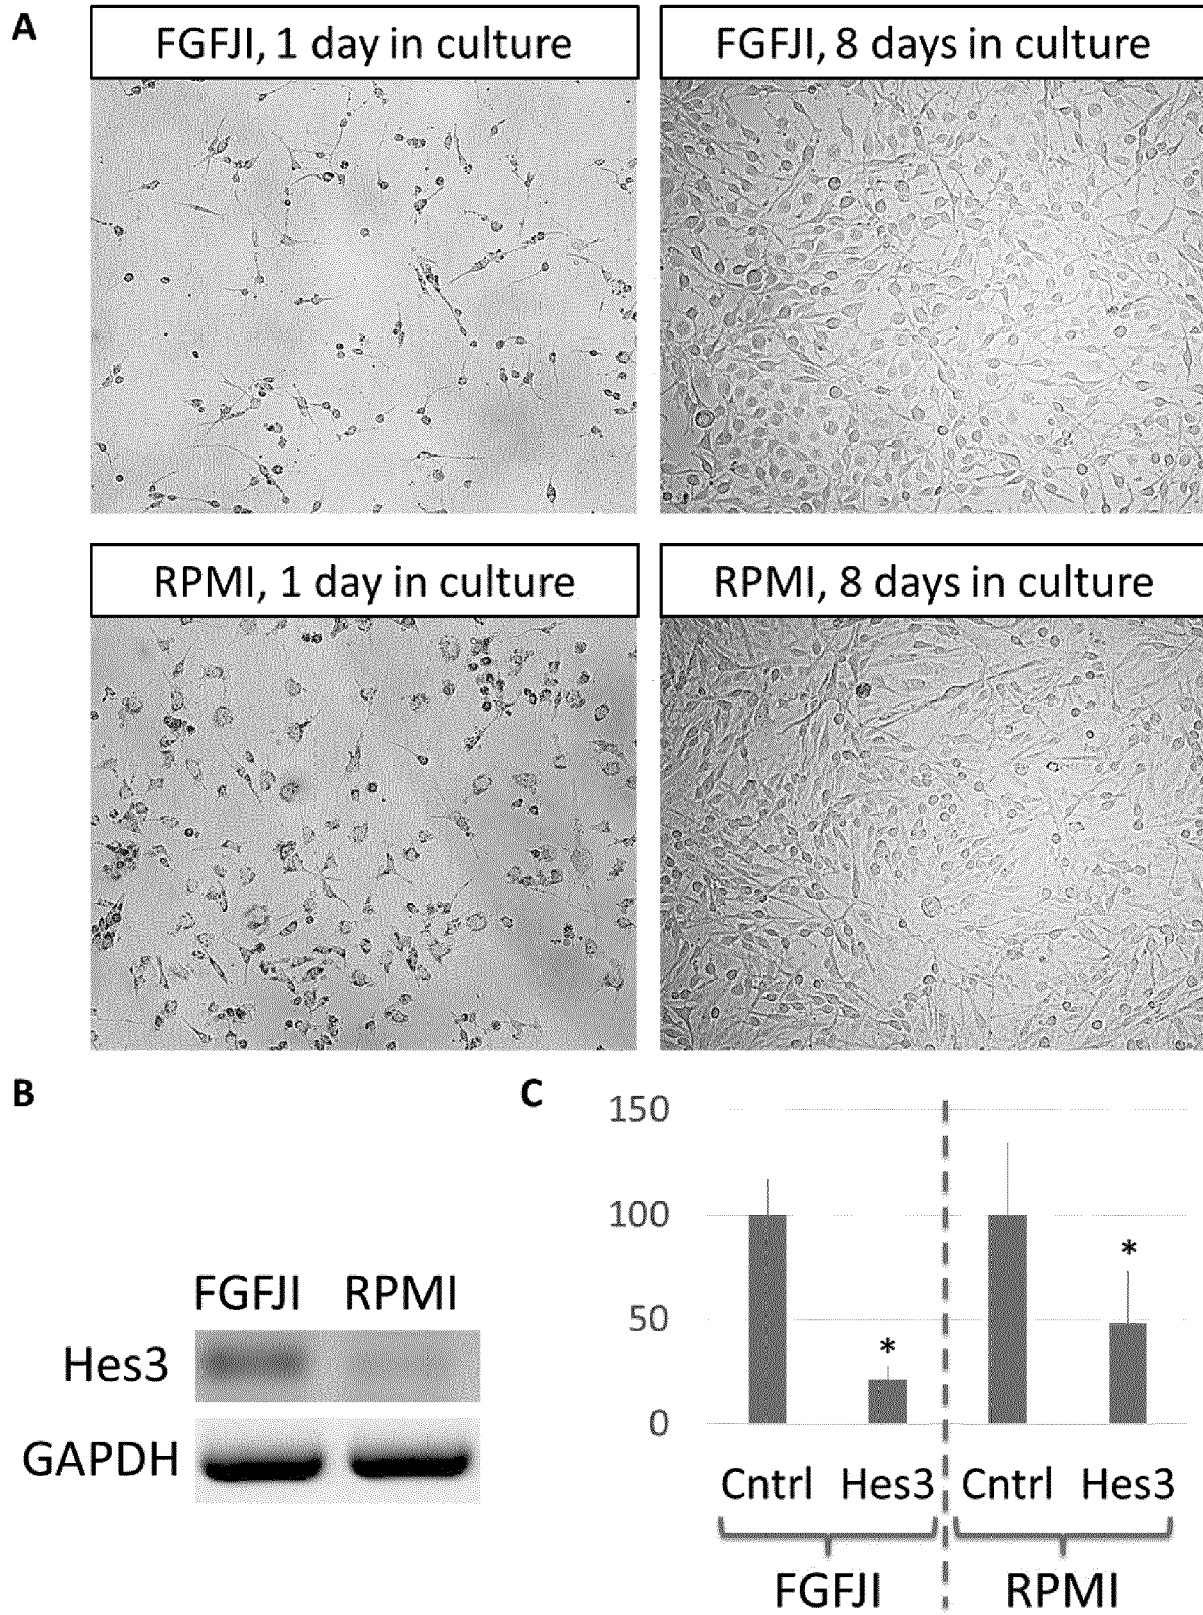 A
FGFJI, 1 day in culture
FGFJI, 8 days in culture
RPMI, 1 day in culture
RPMI, 8 days in culture
B
FGFJI RPMI
Hes3
GAPDH
C
150
100
50
0
*
*
Cntrl Hes3 Cntrl Hes3
FGFJI RPMI